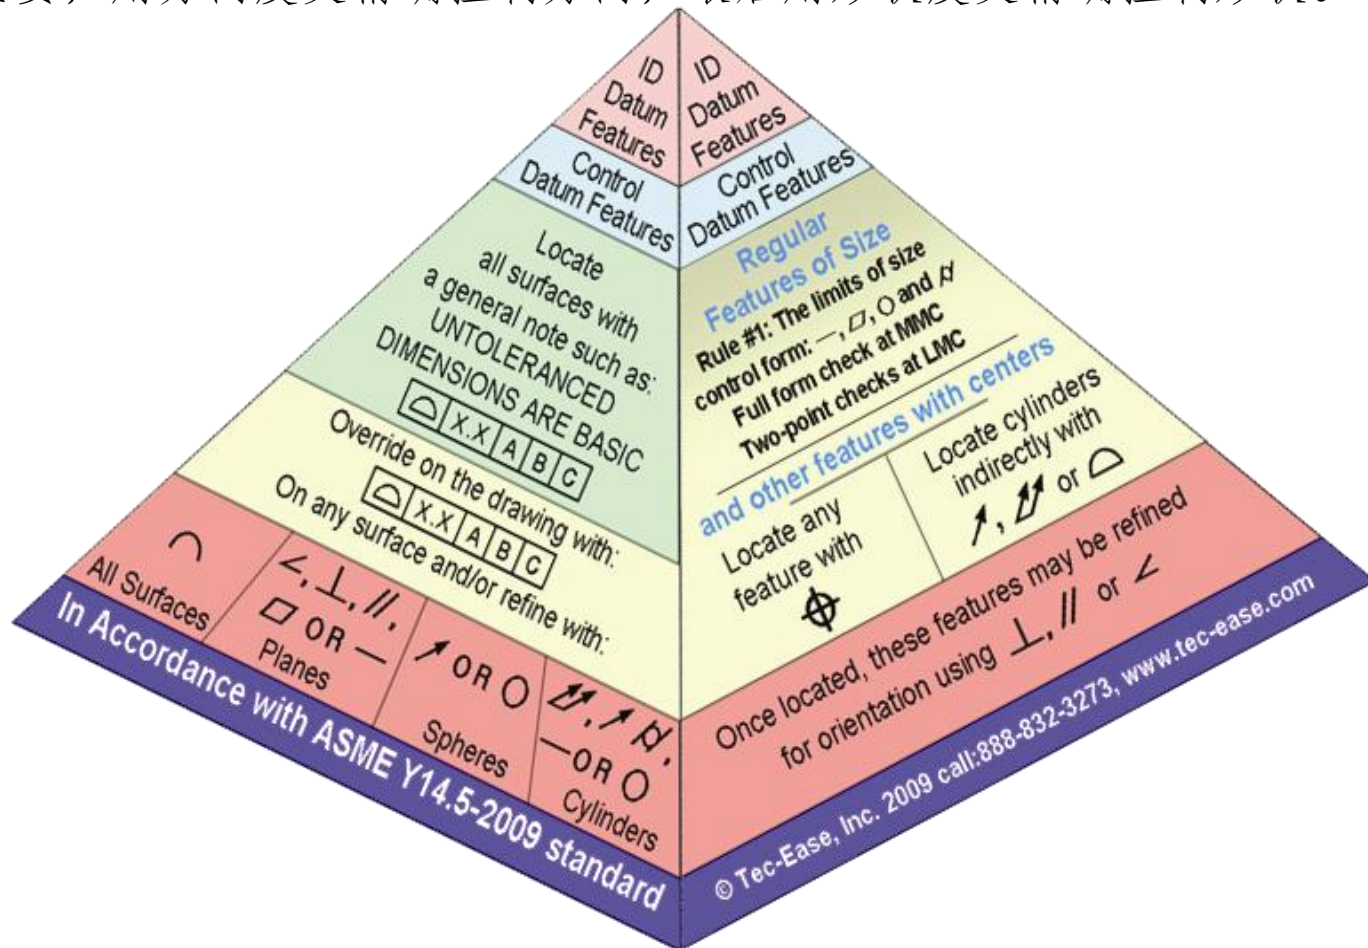 ID
Datum
Features
Control
Datum Features
Locate
all surfaces with
a general note such as:
UNTOLERANCED
DIMENSIONS ARE BASIC
⌓ X.X A B C
Override on the drawing with:
⌓ X.X A B C
On any surface and/or refine with:
⌒
All Surfaces
∠, ⊥, //,
▱ OR —
Planes
↗ OR ○
Spheres
⌰, ↗, ⌭,
— OR ○
Cylinders
In Accordance with ASME Y14.5-2009 standard
ID
Datum
Features
Control
Datum Features
Regular
Features of Size
Rule #1: The limits of size
control form: —, ▱, ○ and ⌭
Full form check at MMC
Two-point checks at LMC
and other features with centers
Locate any
feature with
⌖
Locate cylinders
indirectly with
↗, ⌰ or ⌓
Once located, these features may be refined
for orientation using ⊥, // or ∠
© Tec-Ease, Inc. 2009 call:888-832-3273, www.tec-ease.com